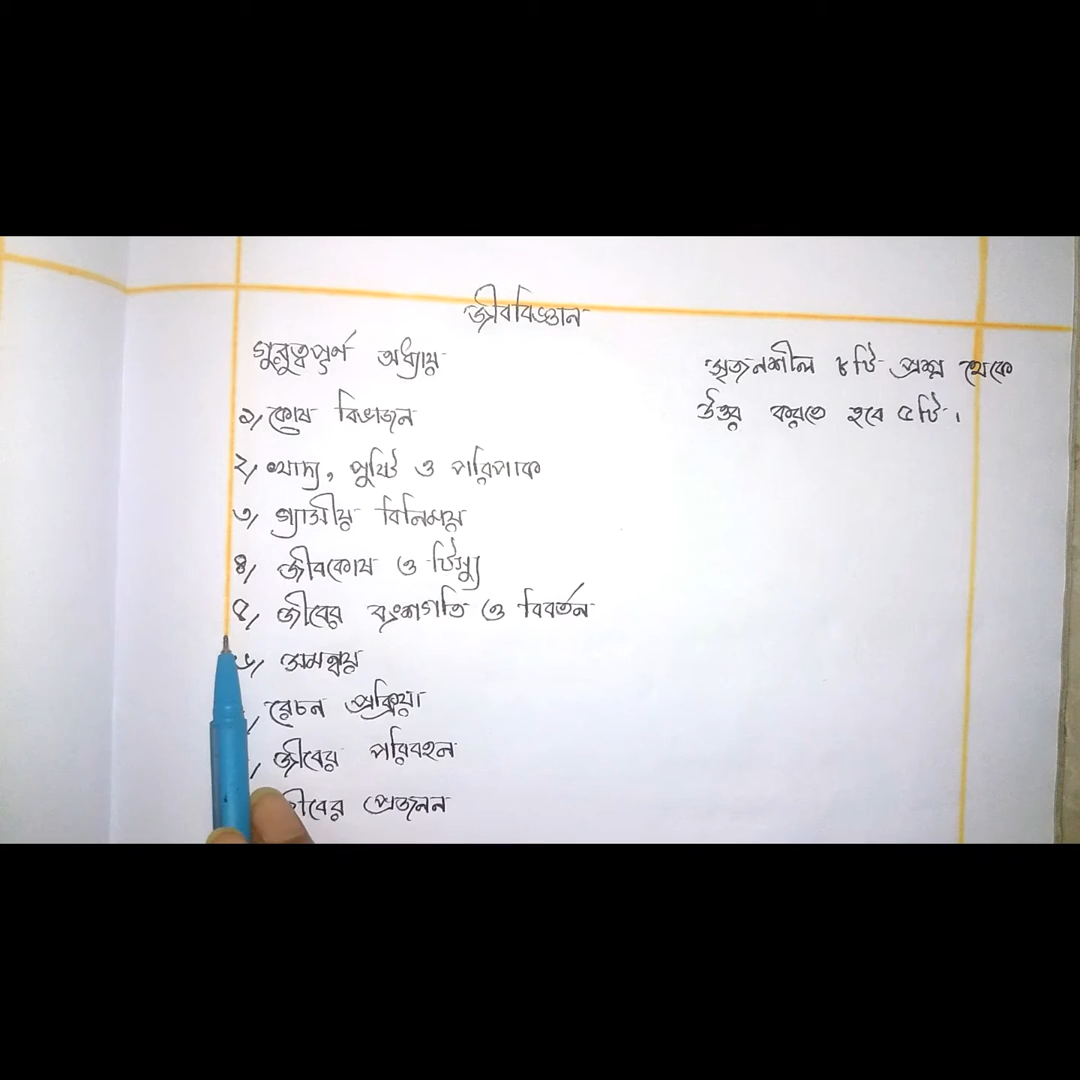 জীববিজ্ঞান
গুরুত্বপূর্ণ অধ্যায়
১, কোষ বিভাজন
২, খাদ্য, পুষ্টি ও পরিপাক
৩, গ্যাসীয় বিনিময়
৪, জীবকোষ ও টিস্যু
৫, জীবের বংশগতি ও বিবর্তন
৬, সমন্বয়
রেচন প্রক্রিয়া
জীবের পরিবহন
জীবের প্রজনন
সৃজনশীল ৮টি প্রশ্ন থেকে
উত্তর করতে হবে ৫টি।